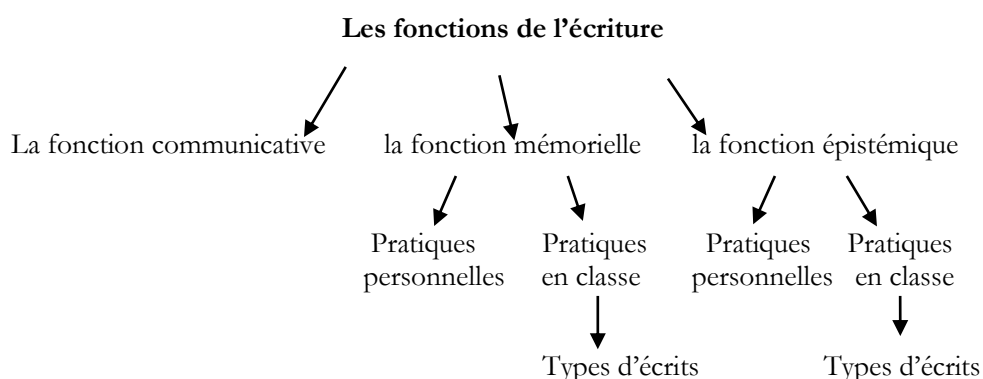 Les fonctions de l'écriture
La fonction communicative la fonction mémorielle la fonction épistémique
Pratiques Pratiques Pratiques Pratiques
personnelles en classe personnelles en classe
Types d'écrits Types d'écrits